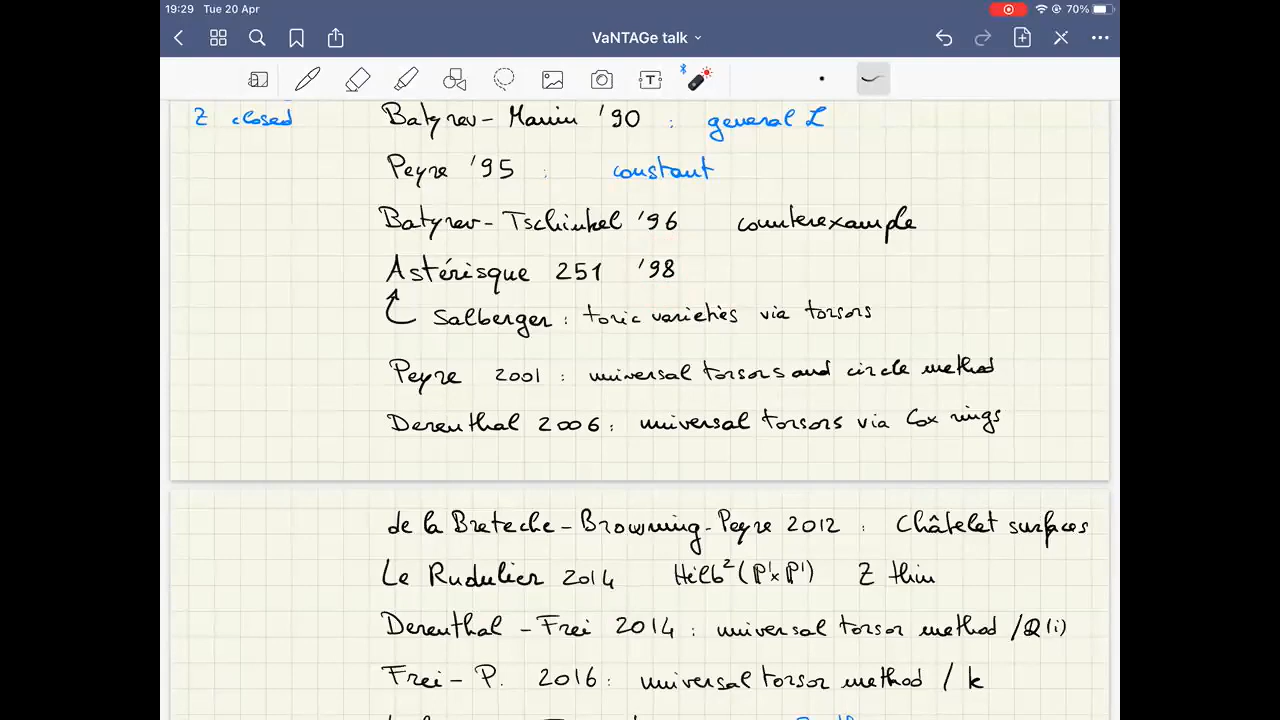 19:29 Tue 20 Apr
70%
VaNTAGe talk
Z closed Batyrev-Manin '90 : general L
Peyre '95 : constant
Batyrev-Tschinkel '96 counterexample
Astérisque 251 '98
Salberger : toric varieties via torsors
Peyre 2001 : universal torsors and circle method
Derenthal 2006 : universal torsors via Cox rings
de la Bretèche-Browning-Peyre 2012 : Châtelet surfaces
Le Rudulier 2014 Hilb²(P¹×P¹) Z thin
Derenthal-Frei 2014 : universal torsor method /Q(i)
Frei-P. 2016 : universal torsor method / k